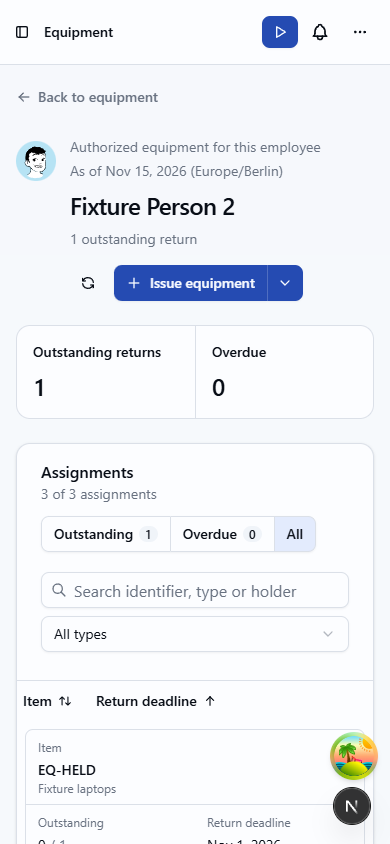 Equipment
Back to equipment
Authorized equipment for this employee
As of Nov 15, 2026 (Europe/Berlin)
Fixture Person 2
1 outstanding return
Issue equipment
Outstanding returns
1
Overdue
0
Assignments
3 of 3 assignments
Outstanding 1
Overdue 0
All
Search identifier, type or holder
All types
Item
Return deadline
Item
EQ-HELD
Fixture laptops
Outstanding
Return deadline
0 / 1
Nov 1, 2026
N